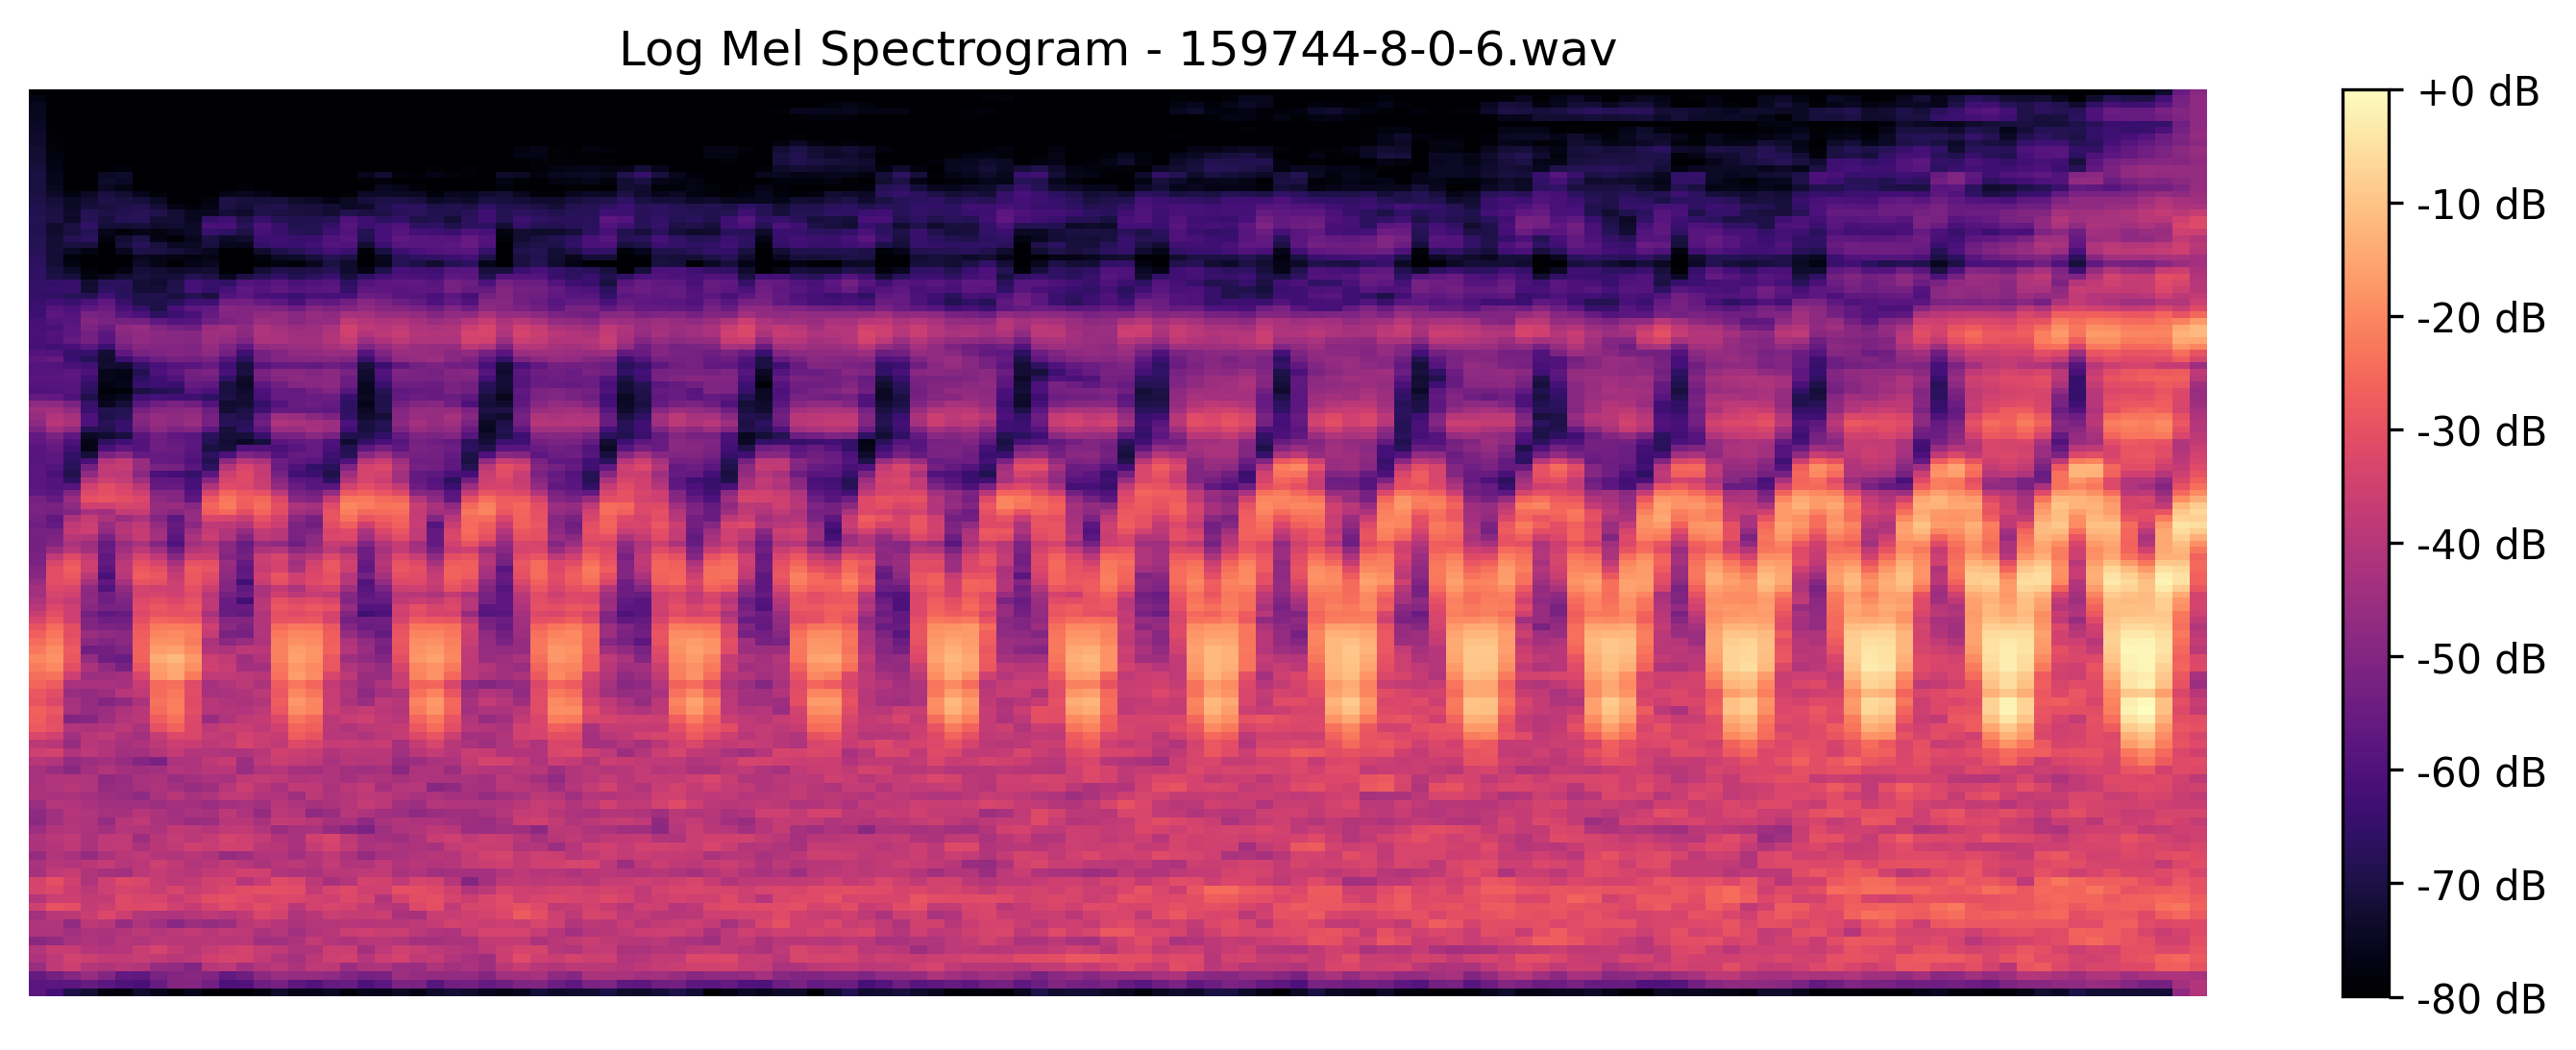 Log Mel Spectrogram - 159744-8-0-6.wav
+0 dB
-10 dB
-20 dB
-30 dB
-40 dB
-50 dB
-60 dB
-70 dB
-80 dB